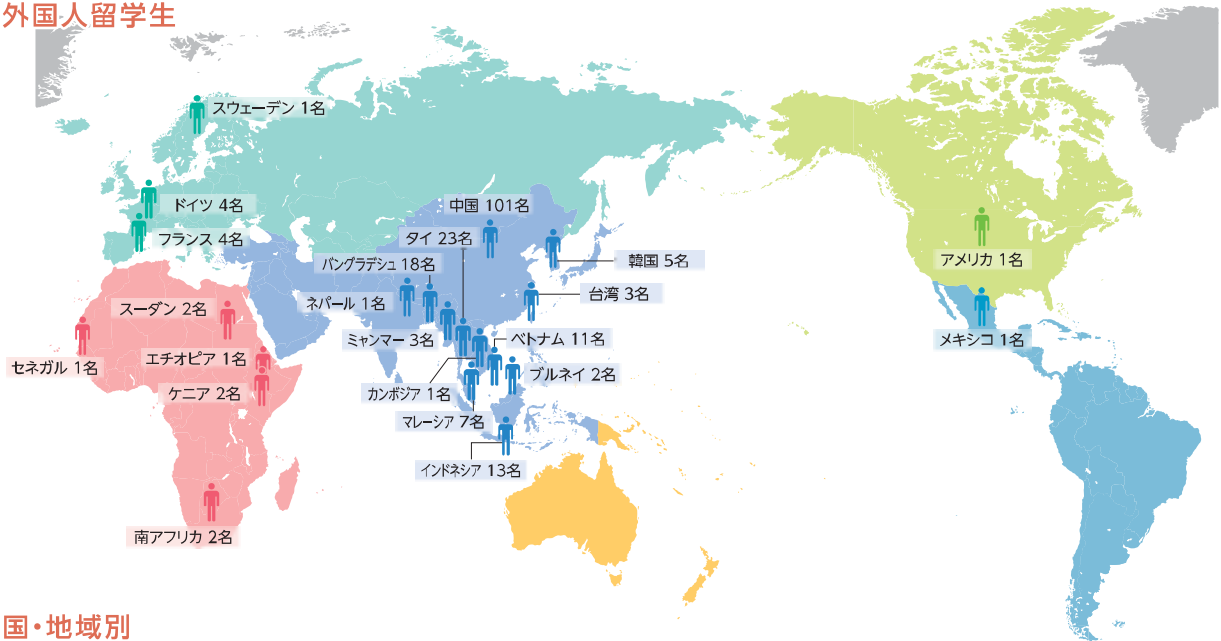 外国人留学生
スウェーデン 1名
ドイツ 4名
中国 101名
フランス 4名
タイ 23名
韓国 5名
アメリカ 1名
バングラデシュ 18名
台湾 3名
ネパール 1名
スーダン 2名
ミャンマー 3名
ベトナム 11名
メキシコ 1名
エチオピア 1名
セネガル 1名
ブルネイ 2名
ケニア 2名
カンボジア 1名
マレーシア 7名
インドネシア 13名
南アフリカ 2名
国・地域別